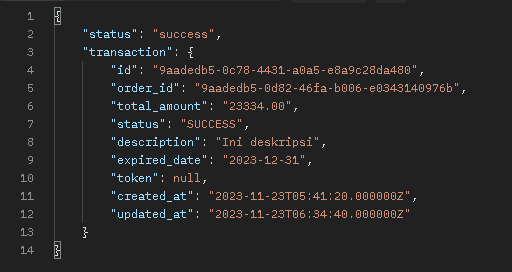 1 {
2 "status": "success",
3 "transaction": {
4 "id": "9aadedb5-0c78-4431-a0a5-e8a9c28da480",
5 "order_id": "9aadedb5-0d82-46fa-b006-e0343140976b",
6 "total_amount": "23334.00",
7 "status": "SUCCESS",
8 "description": "Ini deskripsi",
9 "expired_date": "2023-12-31",
10 "token": null,
11 "created_at": "2023-11-23T05:41:20.000000Z",
12 "updated_at": "2023-11-23T06:34:40.000000Z"
13 }
14 }